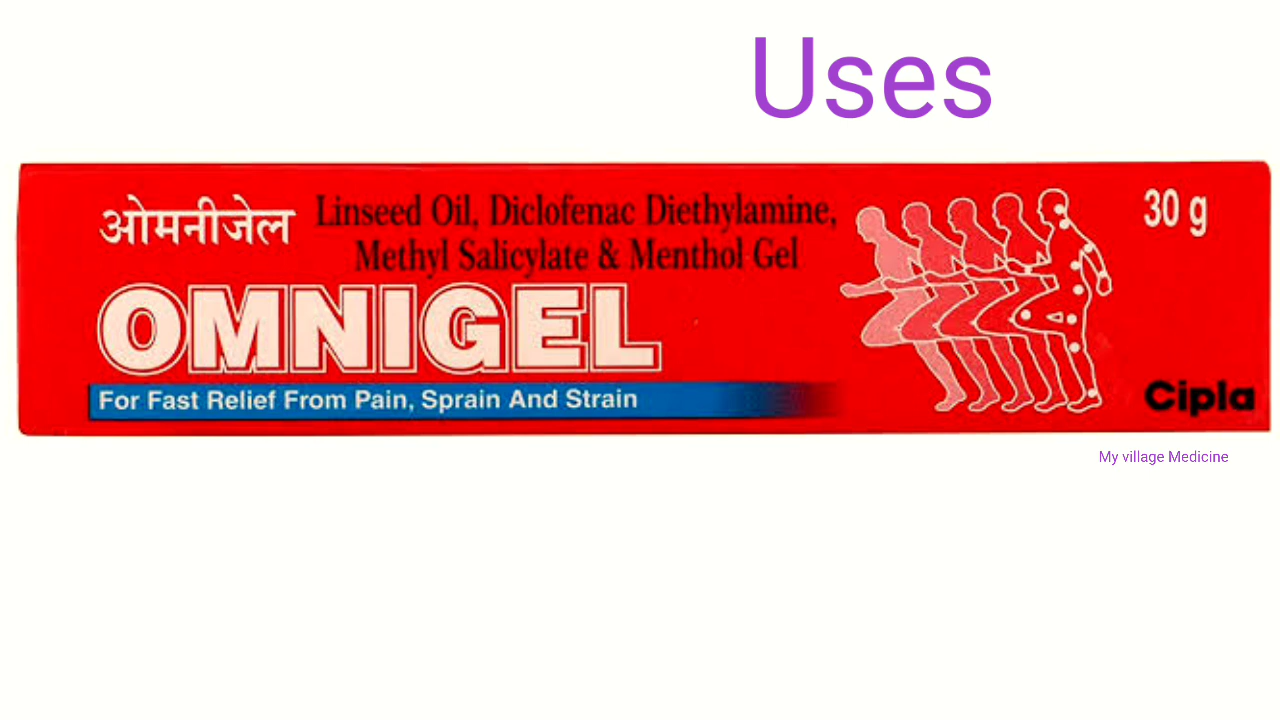 Uses
ओमनीजेल
Linseed Oil, Diclofenac Diethylamine,
Methyl Salicylate & Menthol Gel
30 g
OMNIGEL
For Fast Relief From Pain, Sprain And Strain
Cipla
My village Medicine